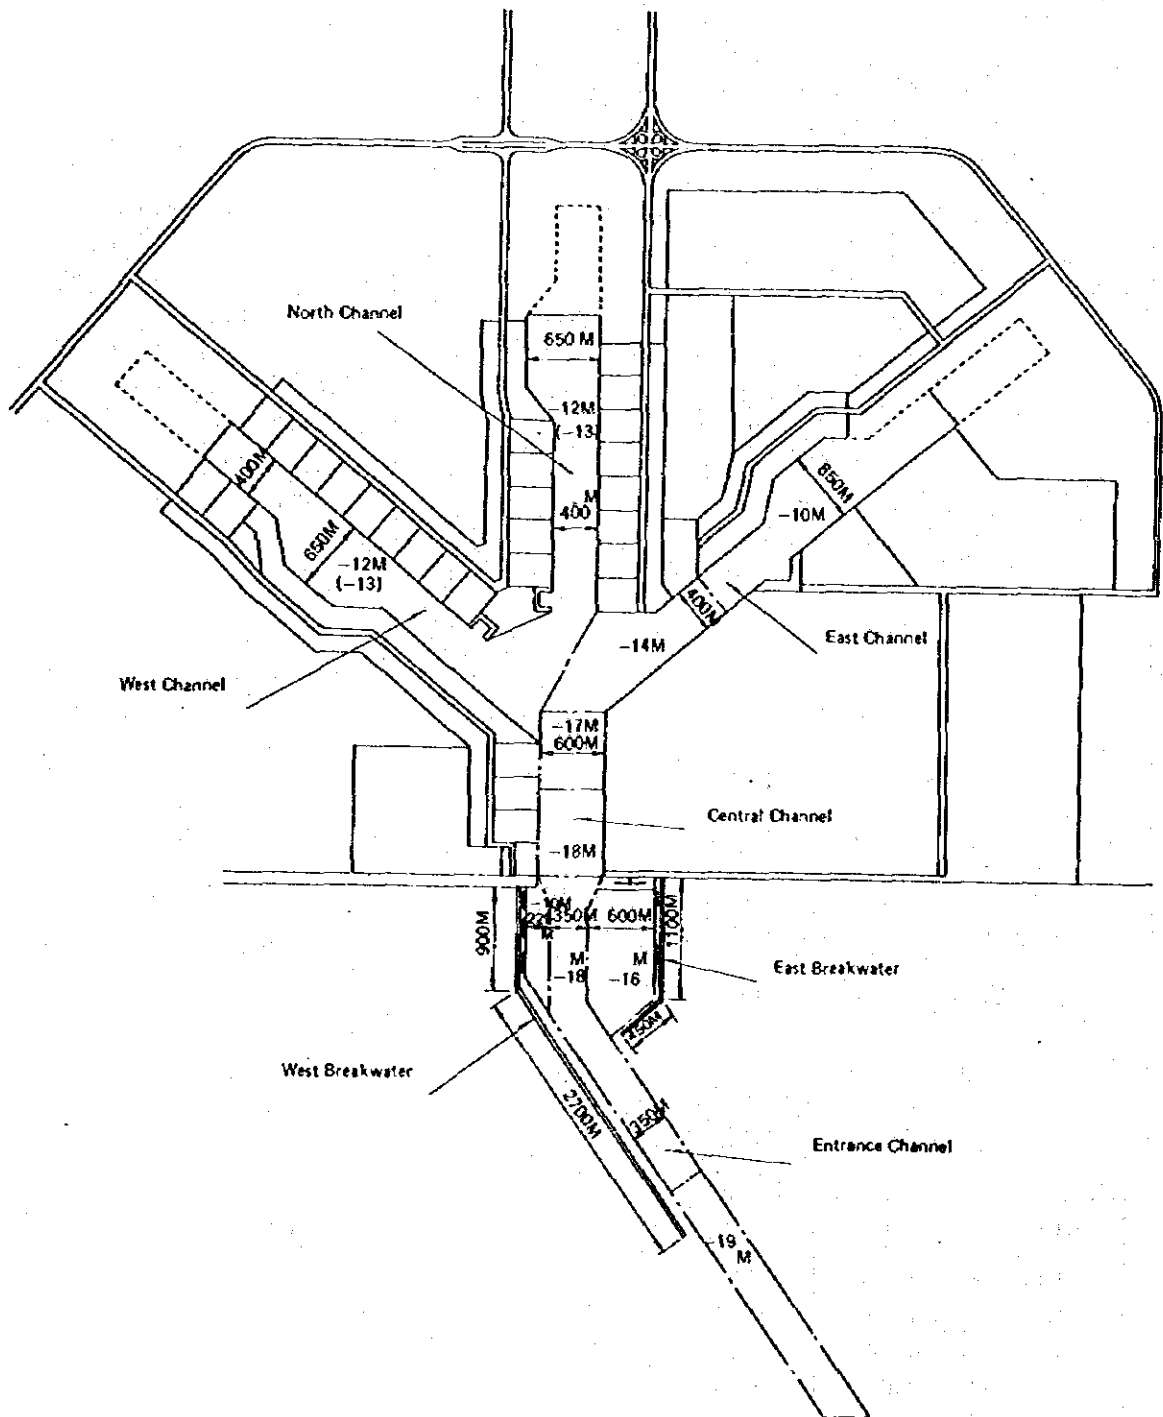 North Channel
650 M
-12M
(-13)
M
400
400M
650M
-12M
(-13)
850M
-10M
400M
East Channel
-14M
West Channel
-17M
600M
Central Channel
-18M
-10M
350M
600M
900M
1100M
M
-18
M
-16
East Breakwater
West Breakwater
2700M
350M
Entrance Channel
-19
M